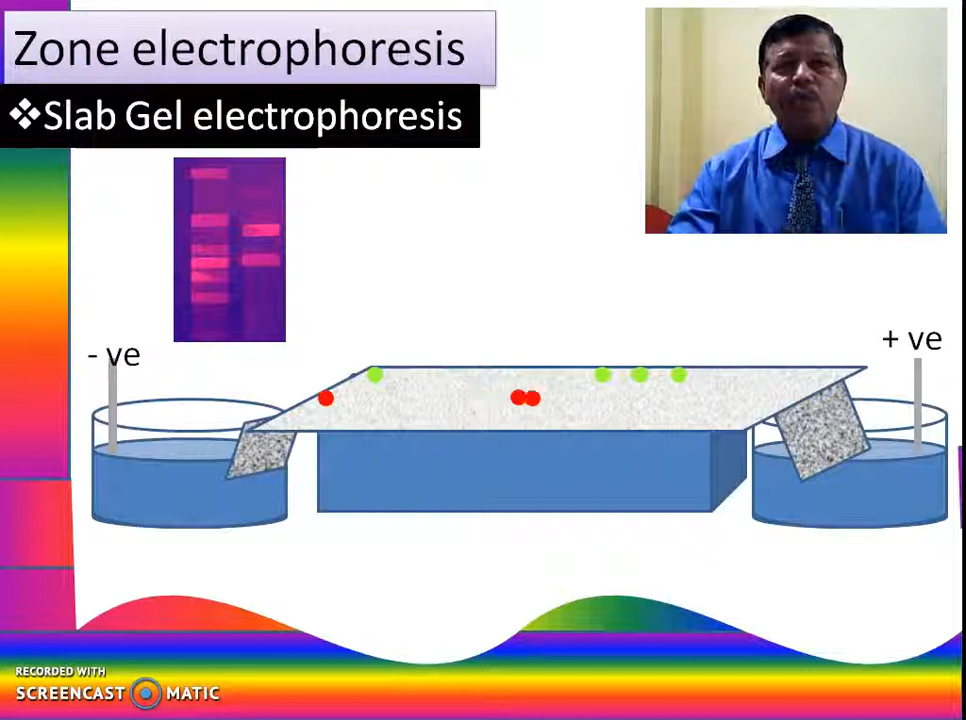 Zone electrophoresis
❖Slab Gel electrophoresis
- ve
+ ve
RECORDED WITH
SCREENCAST MATIC